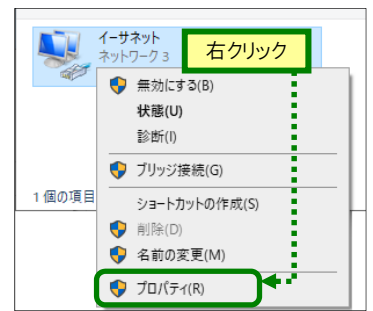 イーサネット
ネットワーク 3
右クリック
無効にする(B)
状態(U)
診断(I)
ブリッジ接続(G)
1 個の項目
ショートカットの作成(S)
削除(D)
名前の変更(M)
プロパティ(R)